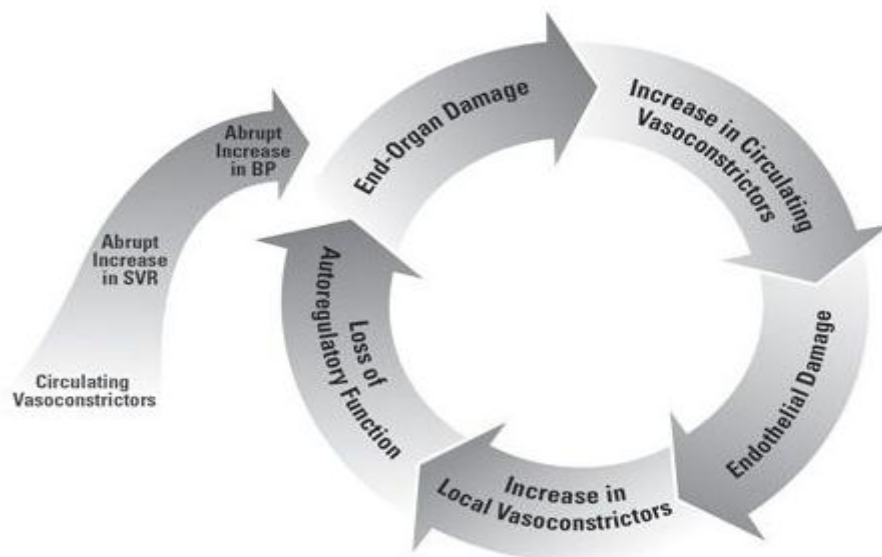 Circulating
Vasoconstrictors
Abrupt
Increase
in SVR
Abrupt
Increase
in BP
End-Organ Damage
Increase in Circulating
Vasoconstrictors
Endothelial Damage
Increase in
Local Vasoconstrictors
Loss of
Autoregulatory Function